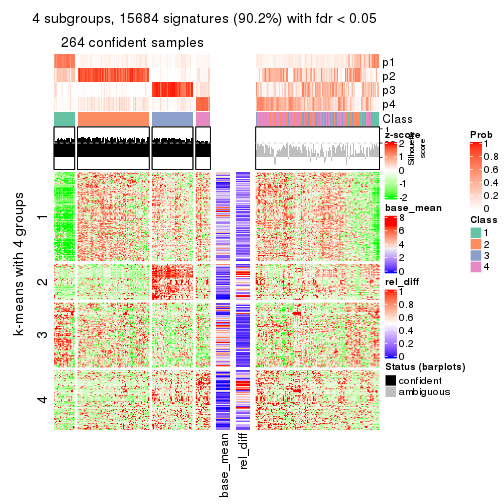 4 subgroups, 15684 signatures (90.2%) with fdr < 0.05
264 confident samples
p1
p2
p3
p4
Class
1
Silhouette
score
z-score
2
1
0
-1
-2
base_mean
8
6
4
2
0
rel_diff
1
0.8
0.6
0.4
0.2
0
Status (barplots)
confident
ambiguous
Prob
1
0.8
0.6
0.4
0.2
0
Class
1
2
3
4
k-means with 4 groups
1
2
3
4
base_mean
rel_diff